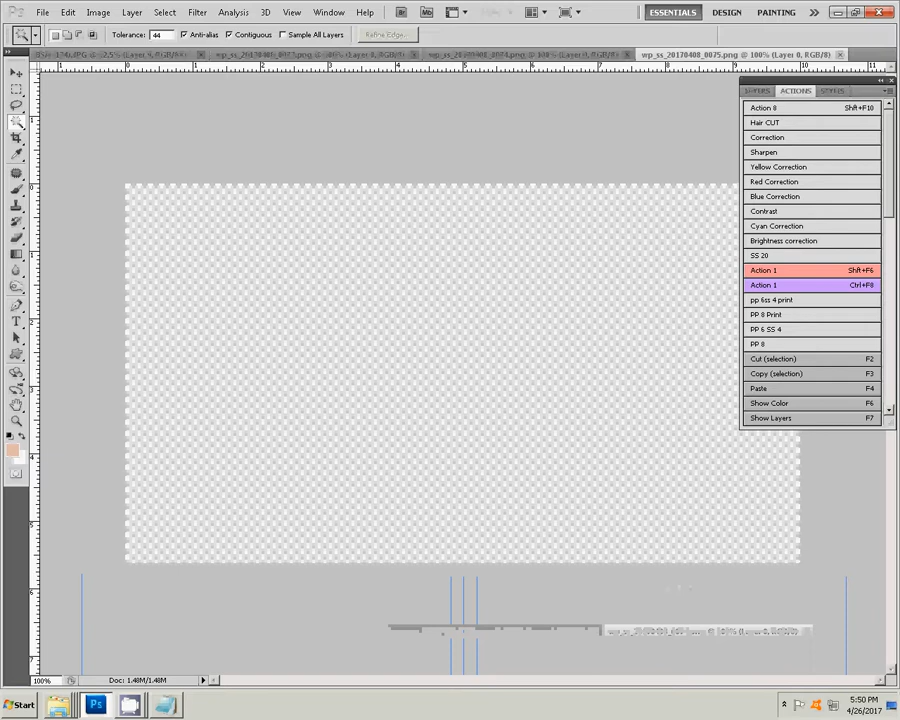 Ps File Edit Image Layer Select Filter Analysis 3D View Window Help ESSENTIALS DESIGN PAINTING
Tolerance: 44 Anti-alias Contiguous Sample All Layers Refine Edge...
wp_ss_20170408_0075.png @ 100% (Layer 0, RGB/8)
LAYERS ACTIONS STYLES
Action 8 Shft+F10
Hair CUT
Correction
Sharpen
Yellow Correction
Red Correction
Blue Correction
Contrast
Cyan Correction
Brightness correction
SS 20
Action 1 Shft+F6
Action 1 Ctrl+F8
pp 6ss 4 print
PP 8 Print
PP 6 SS 4
PP 8
Cut (selection) F2
Copy (selection) F3
Paste F4
Show Color F6
Show Layers F7
100% Doc: 1.48M/1.48M
Start Ps 5:50 PM
4/26/2017